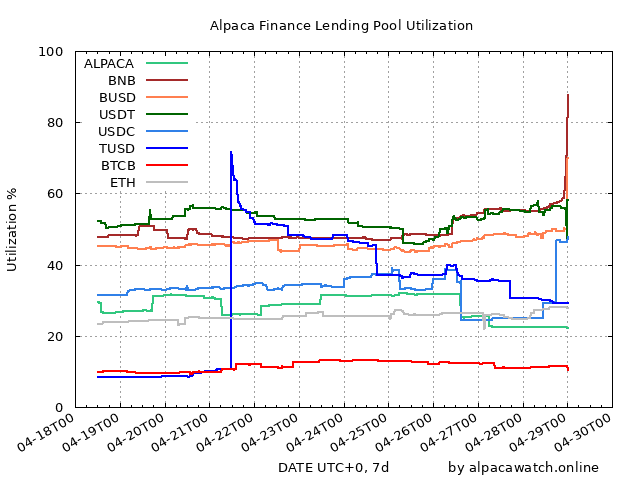 Alpaca Finance Lending Pool Utilization
100
80
60
40
20
0
Utilization %
ALPACA
BNB
BUSD
USDT
USDC
TUSD
BTCB
ETH
04-18T00
04-19T00
04-20T00
04-21T00
04-22T00
04-23T00
04-24T00
04-25T00
04-26T00
04-27T00
04-28T00
04-29T00
04-30T00
DATE UTC+0, 7d
by alpacawatch.online